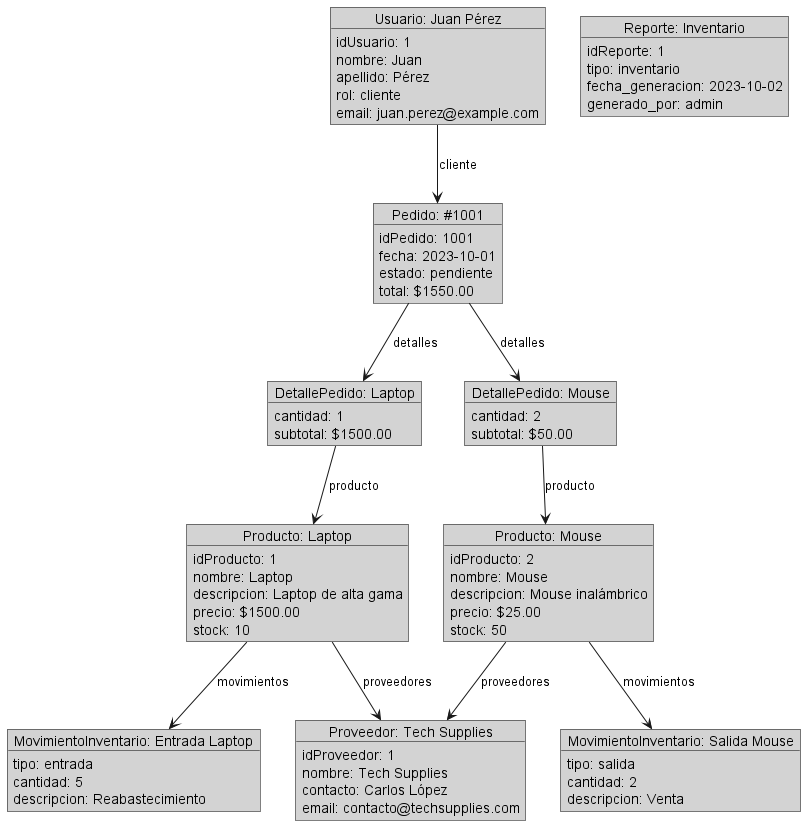 Usuario: Juan Pérez
idUsuario: 1
nombre: Juan
apellido: Pérez
rol: cliente
email: juan.perez@example.com
Reporte: Inventario
idReporte: 1
tipo: inventario
fecha_generacion: 2023-10-02
generado_por: admin
cliente
Pedido: #1001
idPedido: 1001
fecha: 2023-10-01
estado: pendiente
total: $1550.00
detalles
detalles
DetallePedido: Laptop
cantidad: 1
subtotal: $1500.00
DetallePedido: Mouse
cantidad: 2
subtotal: $50.00
producto
producto
Producto: Laptop
idProducto: 1
nombre: Laptop
descripcion: Laptop de alta gama
precio: $1500.00
stock: 10
Producto: Mouse
idProducto: 2
nombre: Mouse
descripcion: Mouse inalámbrico
precio: $25.00
stock: 50
movimientos
proveedores
proveedores
movimientos
MovimientoInventario: Entrada Laptop
tipo: entrada
cantidad: 5
descripcion: Reabastecimiento
Proveedor: Tech Supplies
idProveedor: 1
nombre: Tech Supplies
contacto: Carlos López
email: contacto@techsupplies.com
MovimientoInventario: Salida Mouse
tipo: salida
cantidad: 2
descripcion: Venta